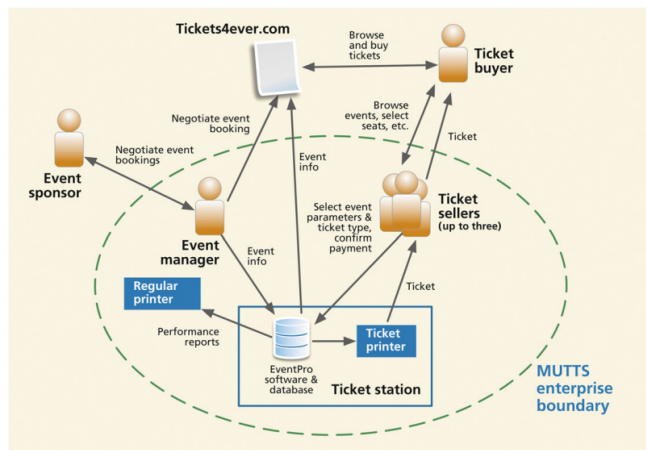 Tickets4ever.com
Browse
and buy
tickets
Ticket
buyer
Negotiate event
booking
Browse
events, select
seats, etc.
Ticket
Negotiate event
bookings
Event
sponsor
Event
info
Select event
parameters &
ticket type,
confirm
payment
Ticket
sellers
(up to three)
Event
manager
Event
info
Ticket
Regular
printer
Performance
reports
Ticket
printer
EventPro
software &
database
Ticket station
MUTTS
enterprise
boundary